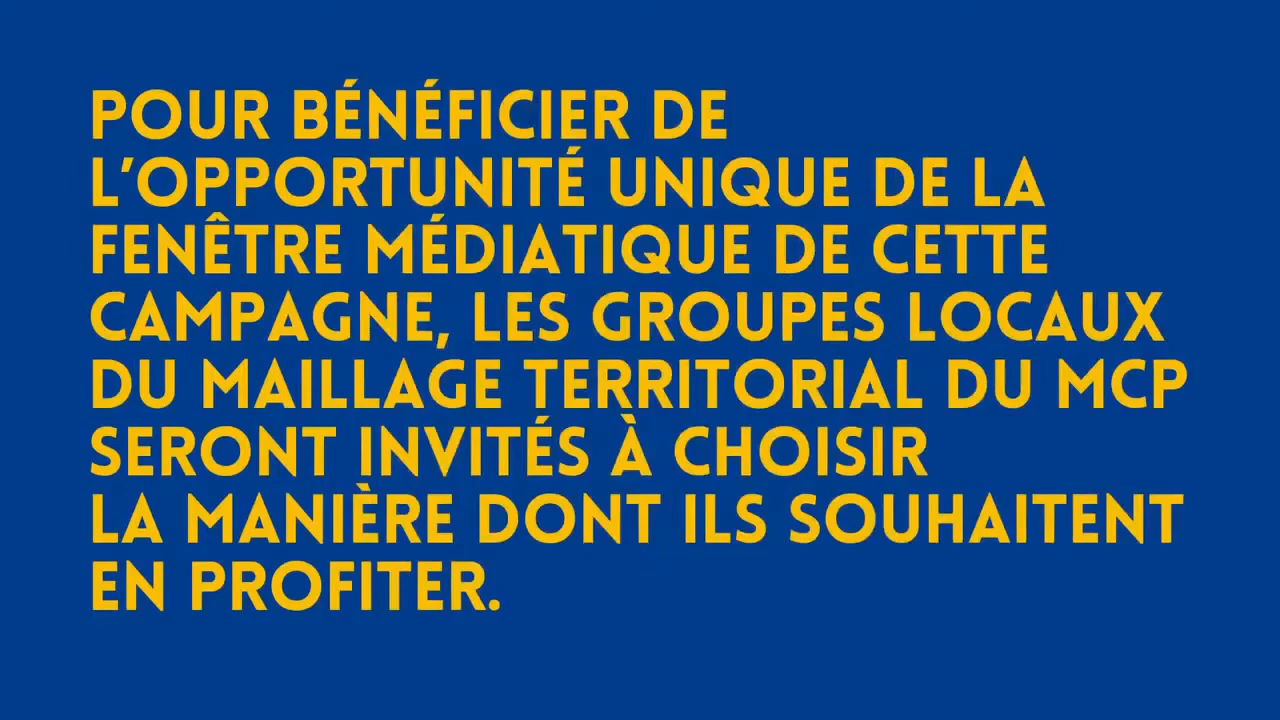 POUR BÉNÉFICIER DE
L'OPPORTUNITÉ UNIQUE DE LA
FENÊTRE MÉDIATIQUE DE CETTE
CAMPAGNE, LES GROUPES LOCAUX
DU MAILLAGE TERRITORIAL DU MCP
SERONT INVITÉS À CHOISIR
LA MANIÈRE DONT ILS SOUHAITENT
EN PROFITER.